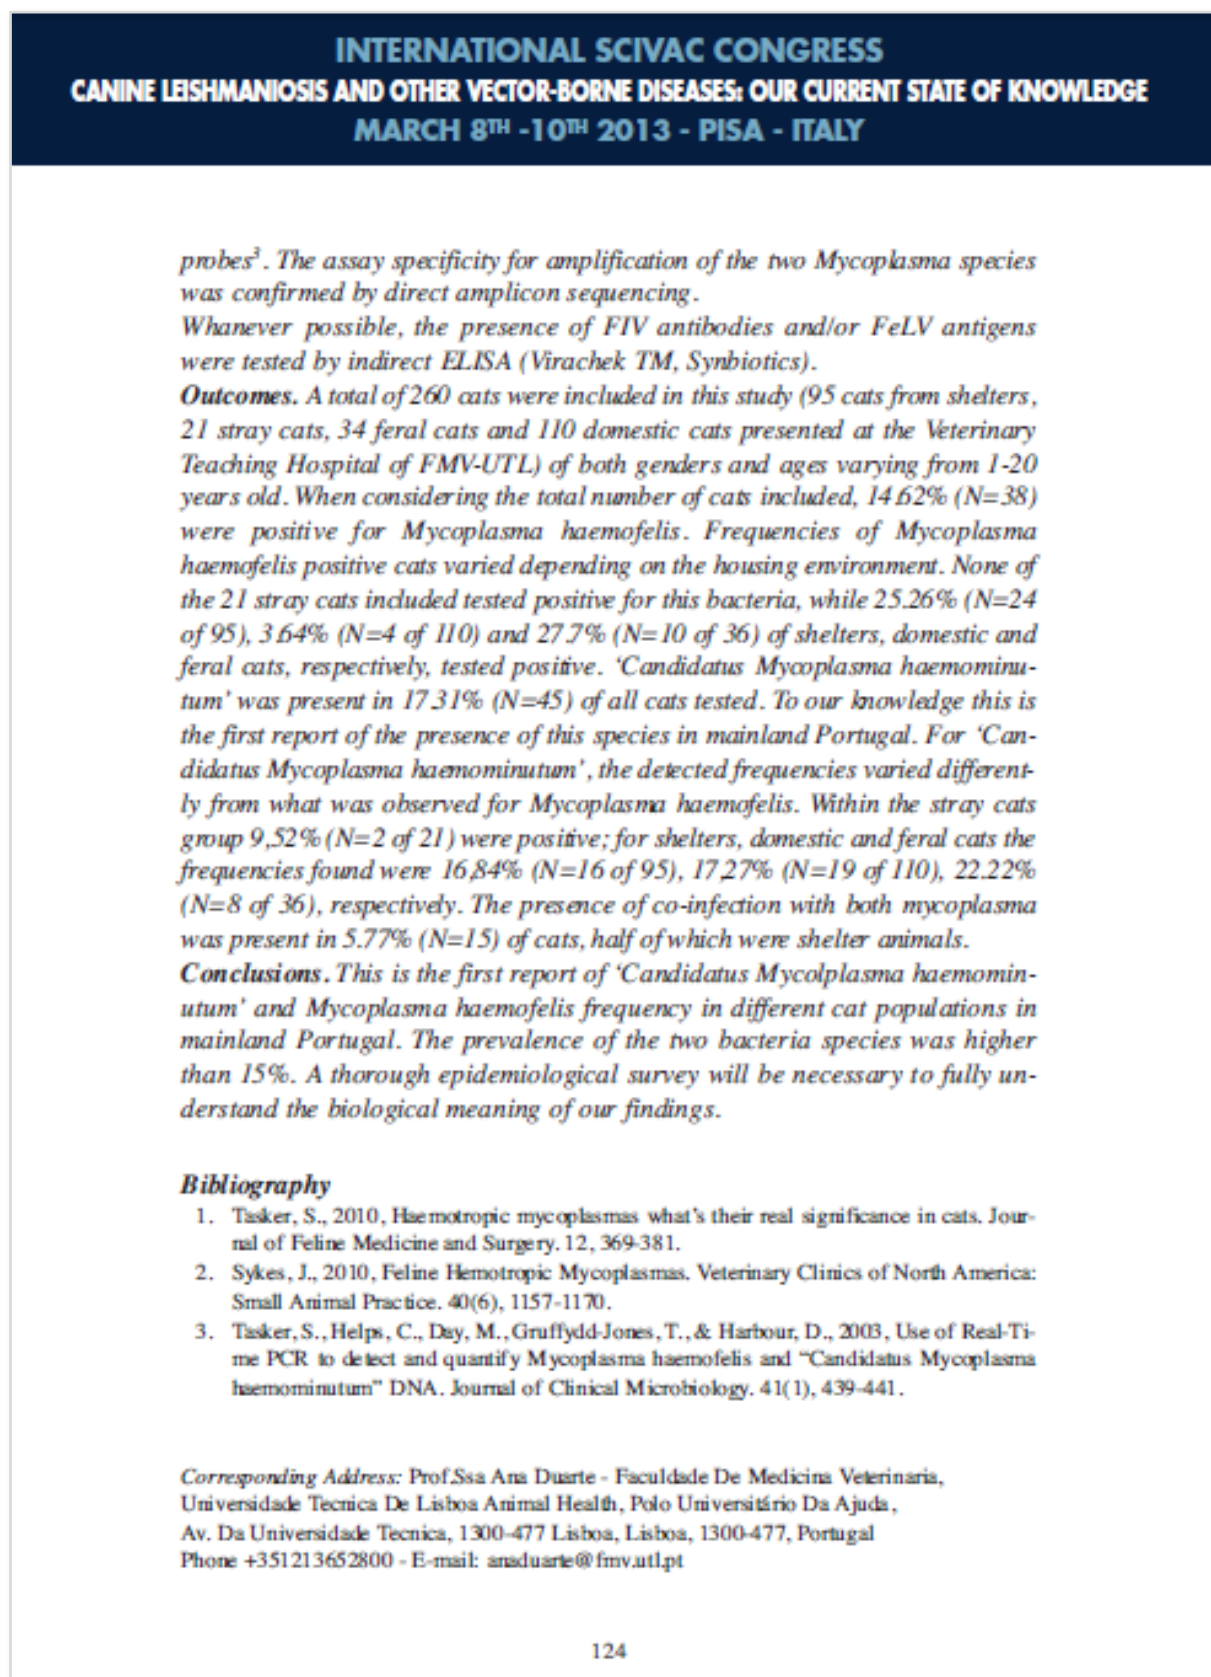 INTERNATIONAL SCIVAC CONGRESS
CANINE LEISHMANIOSIS AND OTHER VECTOR-BORNE DISEASES: OUR CURRENT STATE OF KNOWLEDGE
MARCH 8TH -10TH 2013 - PISA - ITALY
probes³. The assay specificity for amplification of the two Mycoplasma species
was confirmed by direct amplicon sequencing.
Whanever possible, the presence of FIV antibodies and/or FeLV antigens
were tested by indirect ELISA (Virachek TM, Synbiotics).
Outcomes. A total of 260 cats were included in this study (95 cats from shelters,
21 stray cats, 34 feral cats and 110 domestic cats presented at the Veterinary
Teaching Hospital of FMV-UTL) of both genders and ages varying from 1-20
years old. When considering the total number of cats included, 14.62% (N=38)
were positive for Mycoplasma haemofelis. Frequencies of Mycoplasma
haemofelis positive cats varied depending on the housing environment. None of
the 21 stray cats included tested positive for this bacteria, while 25.26% (N=24
of 95), 3.64% (N=4 of 110) and 27.7% (N=10 of 36) of shelters, domestic and
feral cats, respectively, tested positive. ‘Candidatus Mycoplasma haemominu-
tum’ was present in 17.31% (N=45) of all cats tested. To our knowledge this is
the first report of the presence of this species in mainland Portugal. For ‘Can-
didatus Mycoplasma haemominutum’, the detected frequencies varied different-
ly from what was observed for Mycoplasma haemofelis. Within the stray cats
group 9,52% (N=2 of 21) were positive; for shelters, domestic and feral cats the
frequencies found were 16,84% (N=16 of 95), 17,27% (N=19 of 110), 22.22%
(N=8 of 36), respectively. The presence of co-infection with both mycoplasma
was present in 5.77% (N=15) of cats, half of which were shelter animals.
Conclusions. This is the first report of ‘Candidatus Mycolplasma haemomin-
utum’ and Mycoplasma haemofelis frequency in different cat populations in
mainland Portugal. The prevalence of the two bacteria species was higher
than 15%. A thorough epidemiological survey will be necessary to fully un-
derstand the biological meaning of our findings.
Bibliography
1. Tasker, S., 2010, Haemotropic mycoplasmas what’s their real significance in cats. Jour-
nal of Feline Medicine and Surgery. 12, 369-381.
2. Sykes, J., 2010, Feline Hemotropic Mycoplasmas. Veterinary Clinics of North America:
Small Animal Practice. 40(6), 1157-1170.
3. Tasker, S., Helps, C., Day, M., Gruffydd-Jones, T., & Harbour, D., 2003, Use of Real-Ti-
me PCR to detect and quantify Mycoplasma haemofelis and “Candidatus Mycoplasma
haemominutum” DNA. Journal of Clinical Microbiology. 41(1), 439-441.
Corresponding Address: Prof.Ssa Ana Duarte - Faculdade De Medicina Veterinaria,
Universidade Tecnica De Lisboa Animal Health, Polo Universitário Da Ajuda,
Av. Da Universidade Tecnica, 1300-477 Lisboa, Lisboa, 1300-477, Portugal
Phone +351213652800 - E-mail: anaduarte@fmv.utl.pt
124